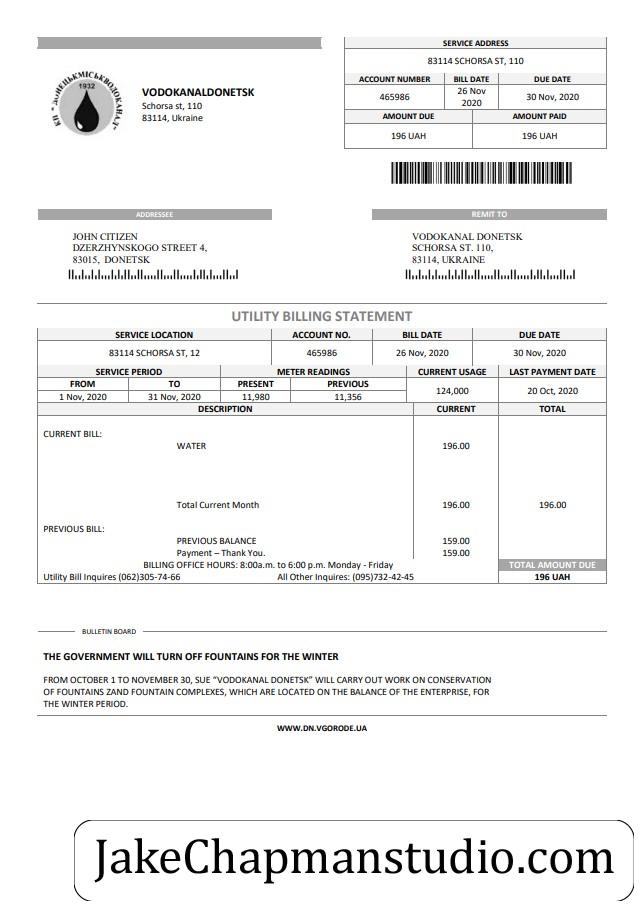 SERVICE ADDRESS
83114 SCHORSA ST, 110
ACCOUNT NUMBER BILL DATE DUE DATE
465986 26 Nov 2020 30 Nov, 2020
AMOUNT DUE AMOUNT PAID
196 UAH 196 UAH
КП " ДОНЕЦЬКМІСЬКВОДОКАНАЛ"
1932
VODOKANALDONETSK
Schorsa st, 110
83114, Ukraine
ADDRESSEE
REMIT TO
JOHN CITIZEN
DZERZHYNSKOGO STREET 4,
83015, DONETSK
VODOKANAL DONETSK
SCHORSA ST. 110,
83114, UKRAINE
UTILITY BILLING STATEMENT
SERVICE LOCATION ACCOUNT NO. BILL DATE DUE DATE
83114 SCHORSA ST, 12 465986 26 Nov, 2020 30 Nov, 2020
SERVICE PERIOD METER READINGS CURRENT USAGE LAST PAYMENT DATE
FROM TO PRESENT PREVIOUS 124,000 20 Oct, 2020
1 Nov, 2020 31 Nov, 2020 11,980 11,356
DESCRIPTION CURRENT TOTAL
CURRENT BILL:
WATER 196.00
Total Current Month 196.00 196.00
PREVIOUS BILL:
PREVIOUS BALANCE 159.00
Payment – Thank You. 159.00
BILLING OFFICE HOURS: 8:00a.m. to 6:00 p.m. Monday - Friday TOTAL AMOUNT DUE
Utility Bill Inquires (062)305-74-66 All Other Inquires: (095)732-42-45 196 UAH
BULLETIN BOARD
THE GOVERNMENT WILL TURN OFF FOUNTAINS FOR THE WINTER
FROM OCTOBER 1 TO NOVEMBER 30, SUE "VODOKANAL DONETSK" WILL CARRY OUT WORK ON CONSERVATION
OF FOUNTAINS ZAND FOUNTAIN COMPLEXES, WHICH ARE LOCATED ON THE BALANCE OF THE ENTERPRISE, FOR
THE WINTER PERIOD.
WWW.DN.VGORODE.UA
JakeChapmanstudio.com